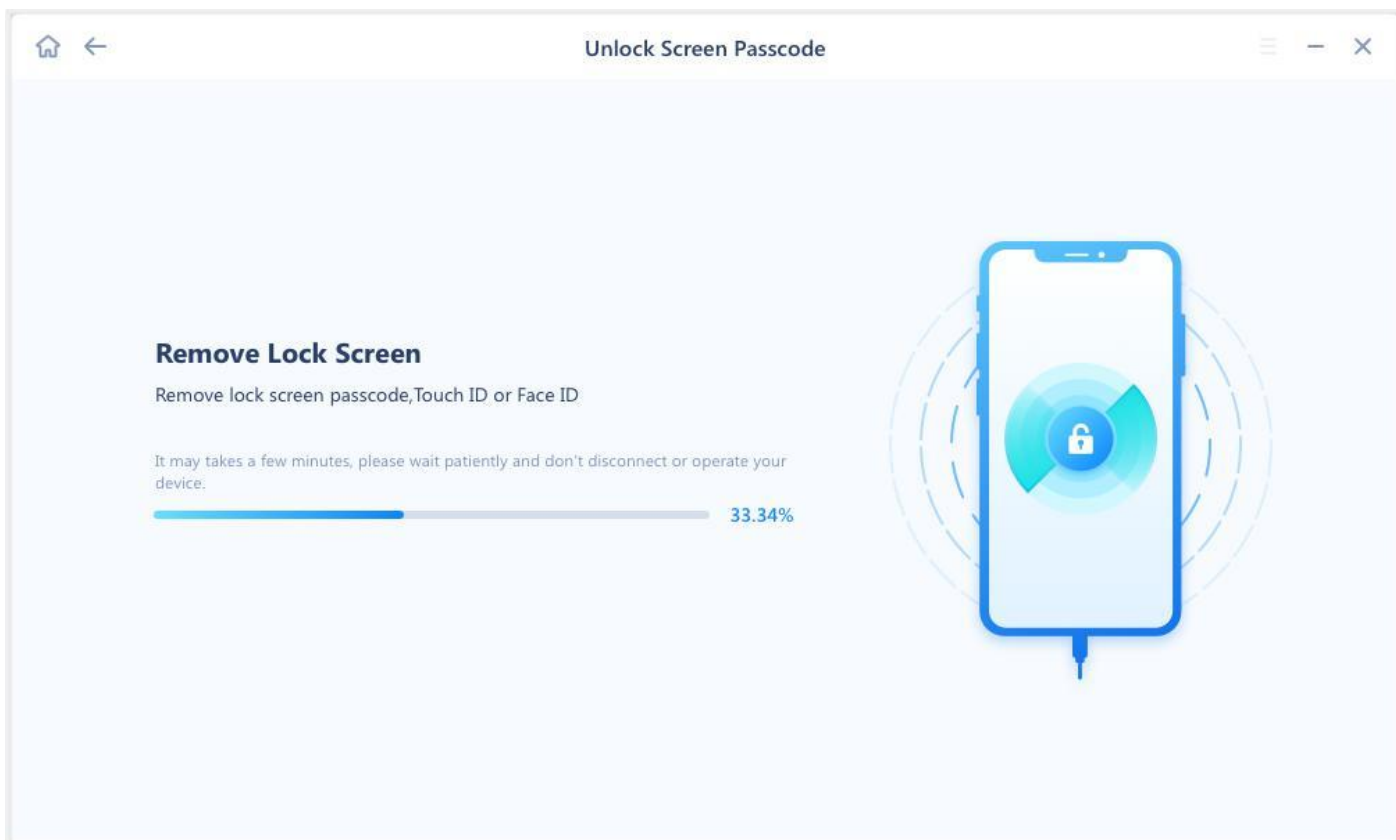 Unlock Screen Passcode
Remove Lock Screen
Remove lock screen passcode,Touch ID or Face ID
It may takes a few minutes, please wait patiently and don't disconnect or operate your
device.
33.34%